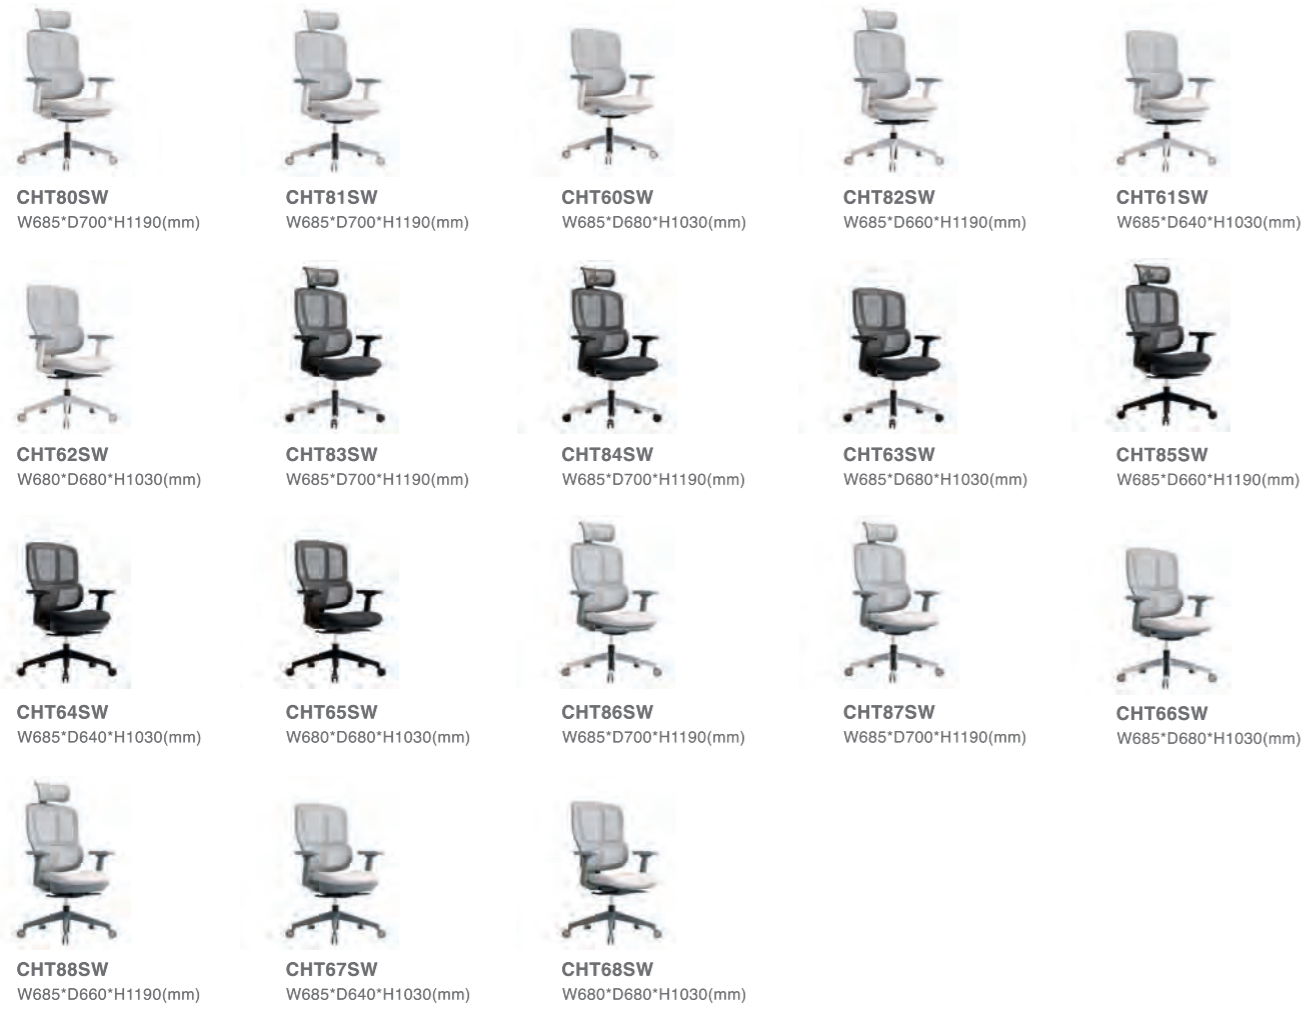 CHT80SW
W685*D700*H1190(mm)
CHT81SW
W685*D700*H1190(mm)
CHT60SW
W685*D680*H1030(mm)
CHT82SW
W685*D660*H1190(mm)
CHT61SW
W685*D640*H1030(mm)
CHT62SW
W680*D680*H1030(mm)
CHT83SW
W685*D700*H1190(mm)
CHT84SW
W685*D700*H1190(mm)
CHT63SW
W685*D680*H1030(mm)
CHT85SW
W685*D660*H1190(mm)
CHT64SW
W685*D640*H1030(mm)
CHT65SW
W680*D680*H1030(mm)
CHT86SW
W685*D700*H1190(mm)
CHT87SW
W685*D700*H1190(mm)
CHT66SW
W685*D680*H1030(mm)
CHT88SW
W685*D660*H1190(mm)
CHT67SW
W685*D640*H1030(mm)
CHT68SW
W680*D680*H1030(mm)